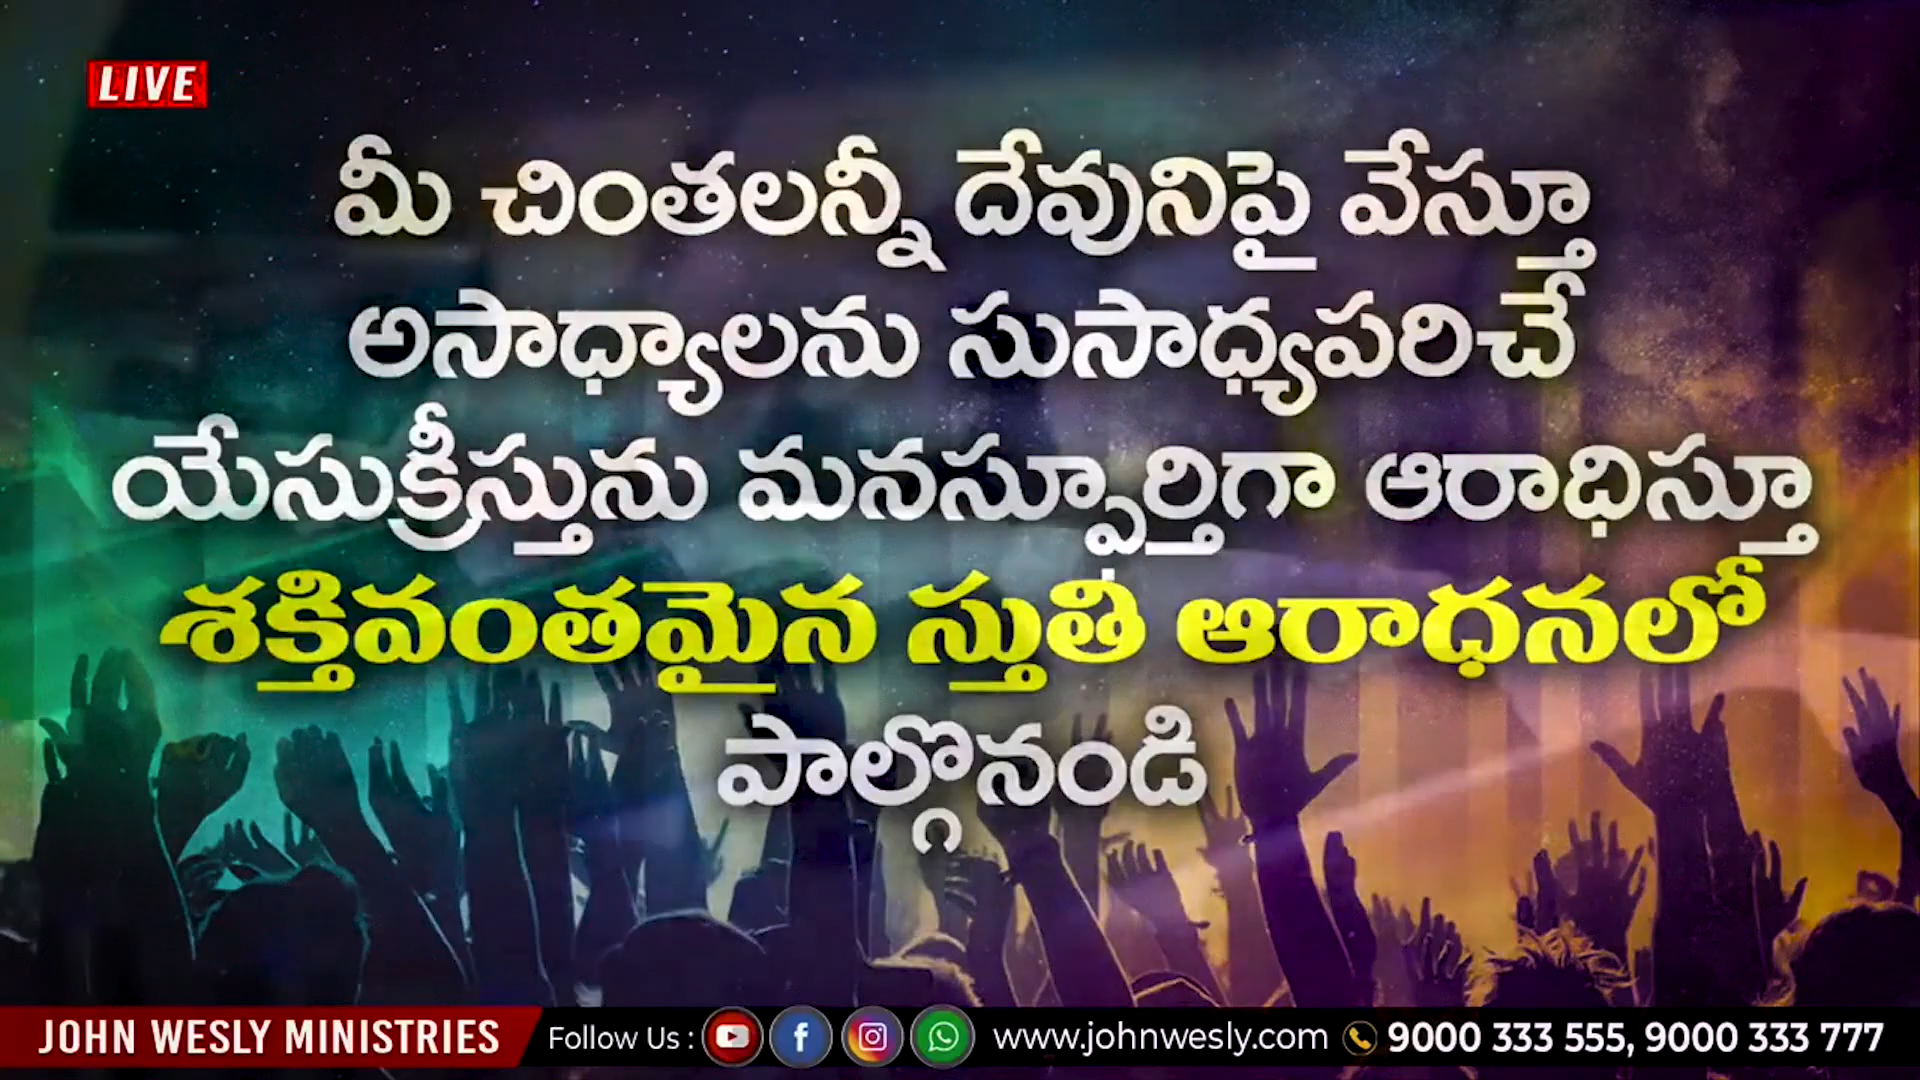 LIVE
మీ చింతలన్నీ దేవునిపై వేస్తూ
అసాధ్యాలను సుసాధ్యపరిచే
యేసుక్రీస్తును మనస్ఫూర్తిగా ఆరాధిస్తూ
శక్తివంతమైన స్తుతి ఆరాధనలో
పాల్గొనండి
JOHN WESLY MINISTRIES Follow Us : www.johnwesly.com 9000 333 555, 9000 333 777